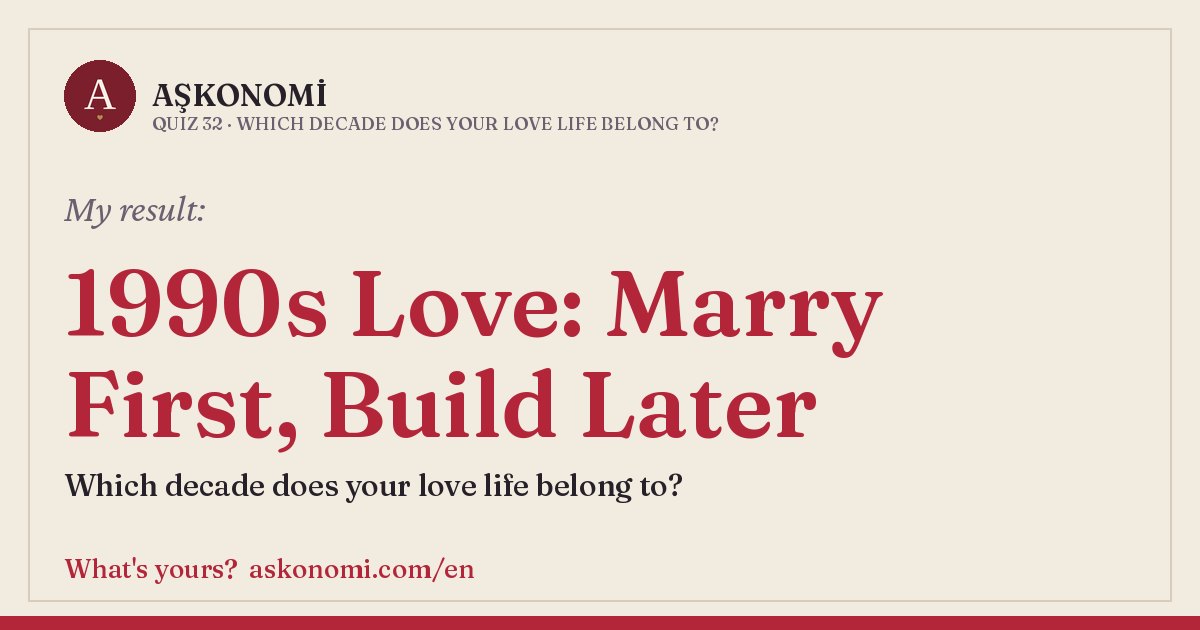 A
AŞKONOMİ
QUIZ 32 · WHICH DECADE DOES YOUR LOVE LIFE BELONG TO?
My result:
1990s Love: Marry
First, Build Later
Which decade does your love life belong to?
What's yours? askonomi.com/en